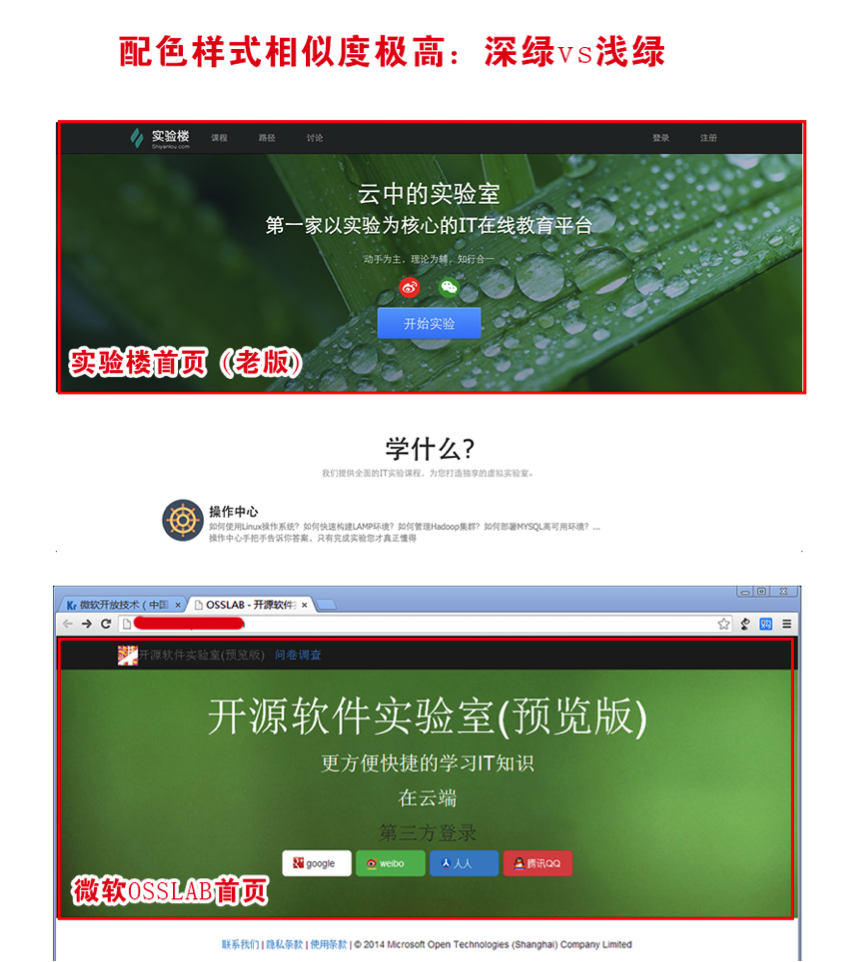 配色样式相似度极高：深绿vs浅绿
实验楼 课程 路径 讨论 登录 注册
Shiyanlou.com
云中的实验室
第一家以实验为核心的IT在线教育平台
动手为主，理论为辅，知行合一
开始实验
实验楼首页（老版）
学什么?
我们提供全面的IT实验课程，为您打造独享的虚拟实验室。
操作中心
如何使用Linux操作系统？如何快速构建LAMP环境？如何管理Hadoop集群？如何部署MYSQL高可用环境？...
操作中心手把手告诉你答案，只有完成实验您才真正懂得
微软开放技术（中国 × OSSLAB - 开源软件 ×
开源软件实验室(预览版) 问卷调查
开源软件实验室(预览版)
更方便快捷的学习IT知识
在云端
第三方登录
google weibo 人人 腾讯QQ
微软OSSLAB首页
联系我们 | 隐私条款 | 使用条款 | © 2014 Microsoft Open Technologies (Shanghai) Company Limited